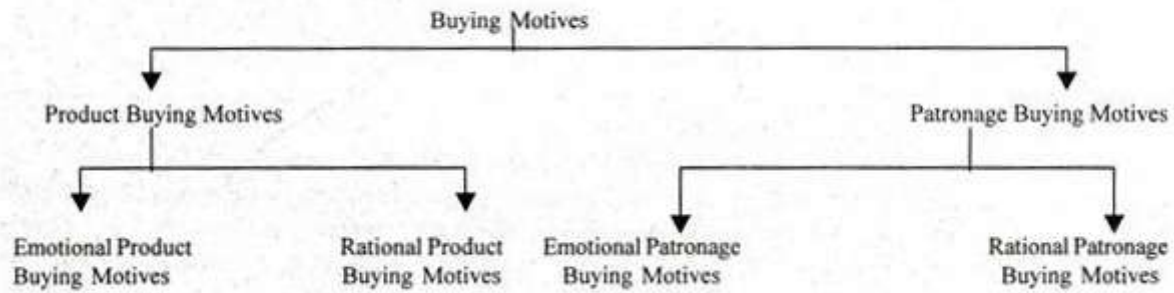 Buying Motives
Product Buying Motives
Patronage Buying Motives
Emotional Product
Buying Motives
Rational Product
Buying Motives
Emotional Patronage
Buying Motives
Rational Patronage
Buying Motives